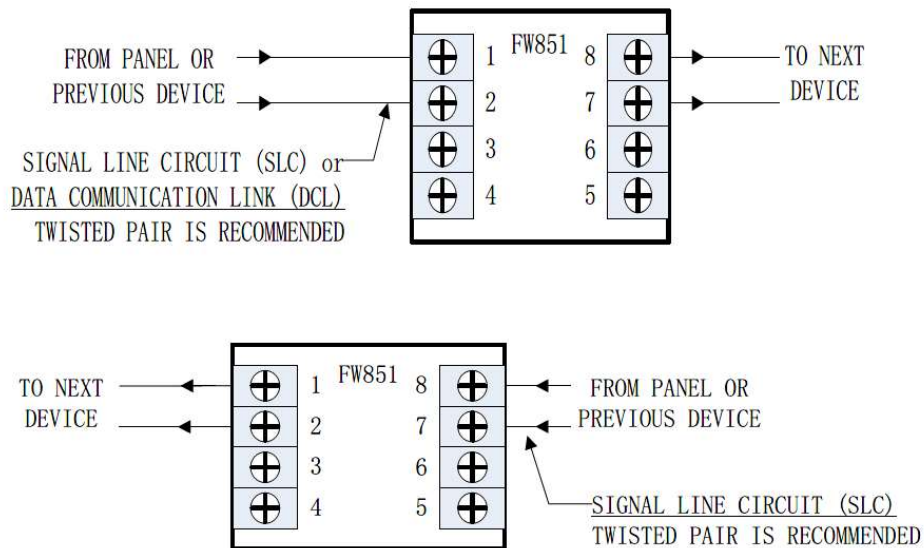 FROM PANEL OR
PREVIOUS DEVICE
SIGNAL LINE CIRCUIT (SLC) or
DATA COMMUNICATION LINK (DCL)
TWISTED PAIR IS RECOMMENDED
FW851
1 8
2 7
3 6
4 5
TO NEXT
DEVICE
TO NEXT
DEVICE
FW851
1 8
2 7
3 6
4 5
FROM PANEL OR
PREVIOUS DEVICE
SIGNAL LINE CIRCUIT (SLC)
TWISTED PAIR IS RECOMMENDED